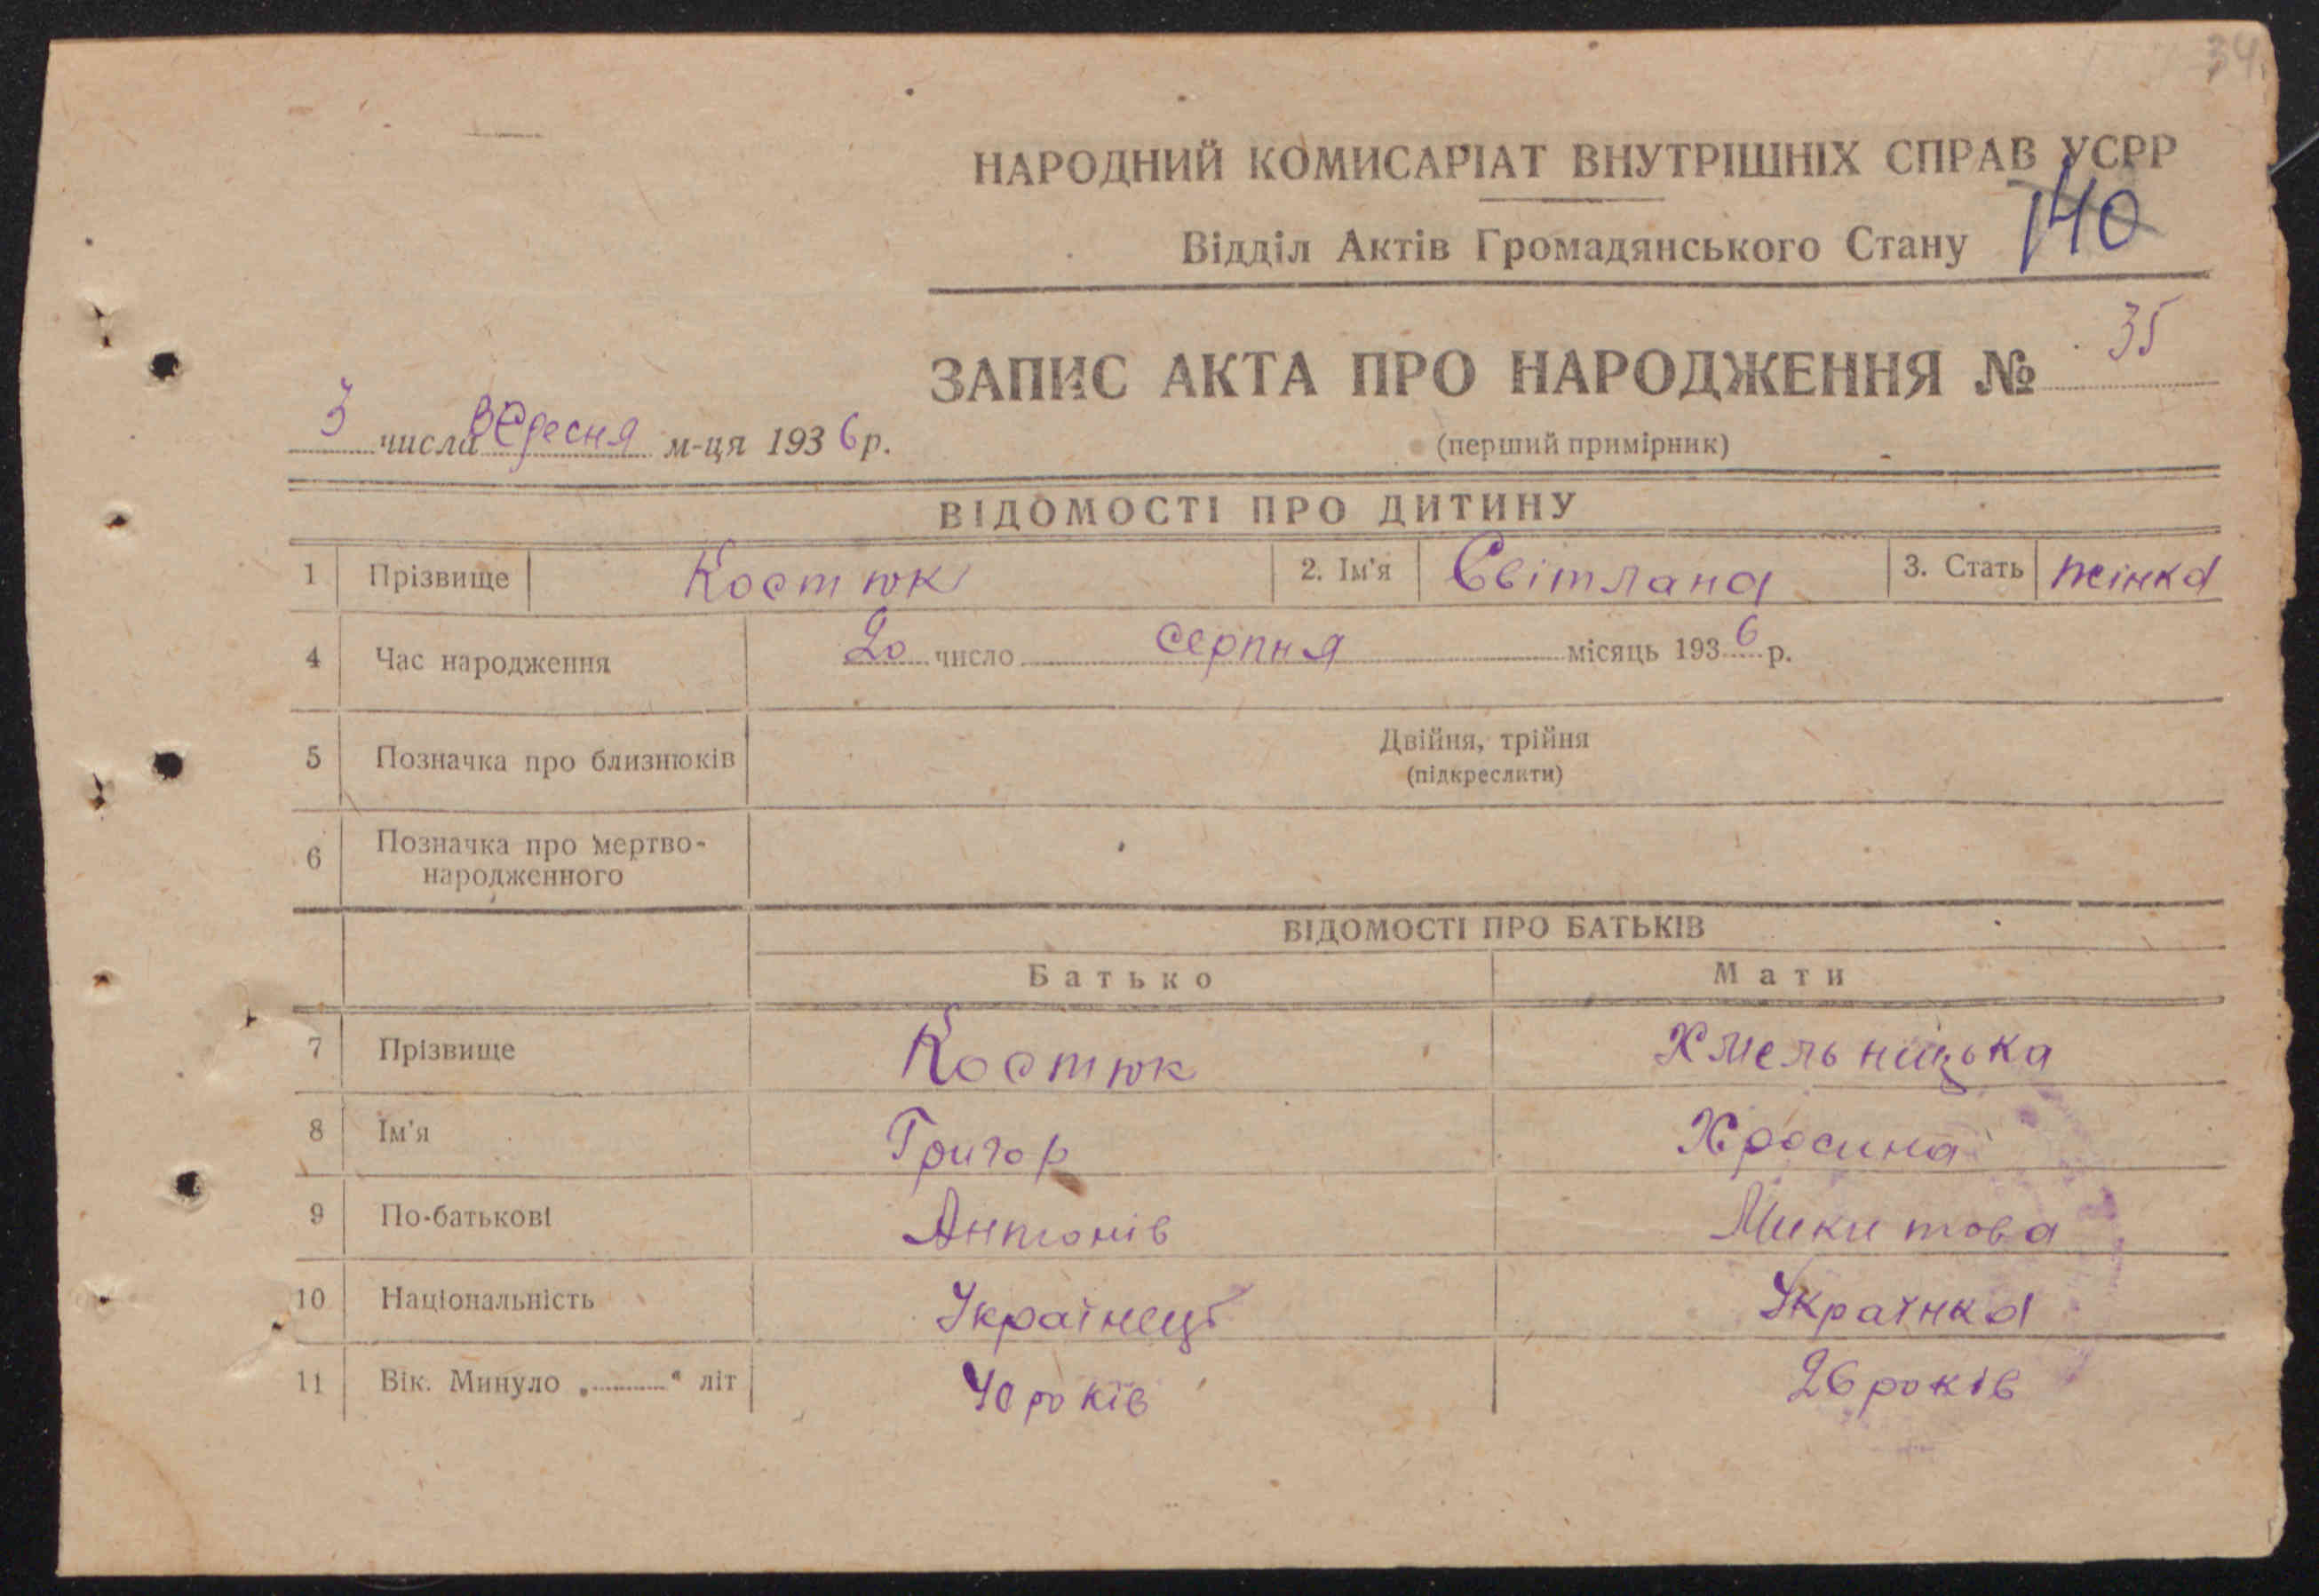 34
НАРОДНИЙ КОМИСАРІАТ ВНУТРІШНІХ СПРАВ УСРР
140
Відділ Актів Громадянського Стану
ЗАПИС АКТА ПРО НАРОДЖЕННЯ № 35
3 числа Вересня м-ця 1936 р.
(перший примірник)
ВІДОМОСТІ ПРО ДИТИНУ
1 Прізвище Костюк 2. Ім'я Світлана 3. Стать жінка
4 Час народження 20 число серпня місяць 1936 р.
5 Позначка про близнюків Двійня, трійня
(підкреслити)
6 Позначка про мертво-
народженного
ВІДОМОСТІ ПРО БАТЬКІВ
Батько Мати
7 Прізвище Костюк Хмельницька
8 Ім'я Григор Хросина
9 По-батькові Антонів Микитова
10 Національність Українець Українка
11 Вік. Минуло „ “ літ 40 років 26 років